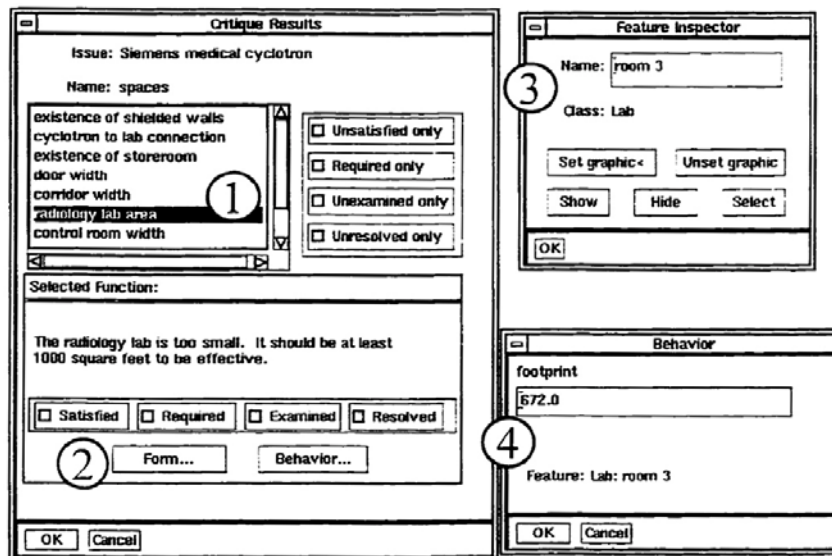 Critique Results
Issue: Siemens medical cyclotron
Name: spaces
existence of shielded walls
cyclotron to lab connection
existence of storeroom
door width
corridor width
radiology lab area
control room width
1
Unsatisfied only
Required only
Unexamined only
Unresolved only
Selected Function:
The radiology lab is too small. It should be at least
1000 square feet to be effective.
Satisfied Required Examined Resolved
2
Form... Behavior...
OK Cancel
Feature Inspector
3
Name: room 3
Class: Lab
Set graphic< Unset graphic
Show Hide Select
OK
Behavior
footprint
672.0
4
Feature: Lab: room 3
OK Cancel